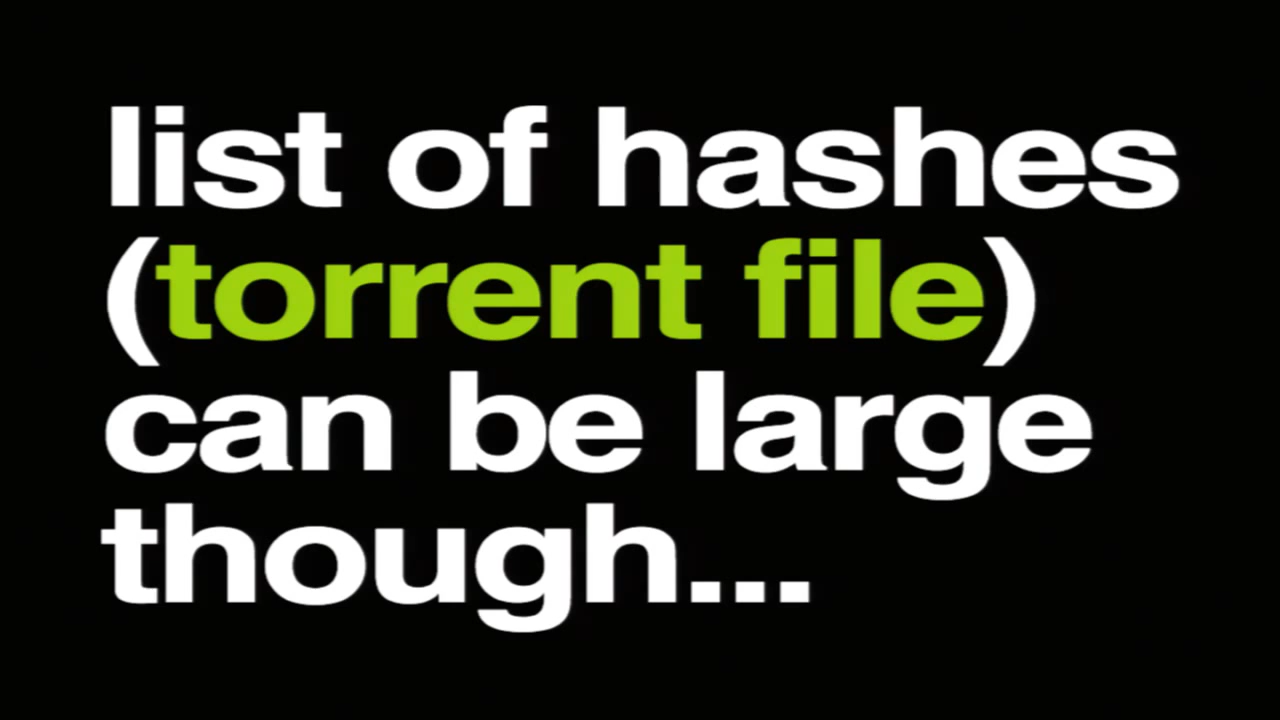 list of hashes
(torrent file)
can be large
though...